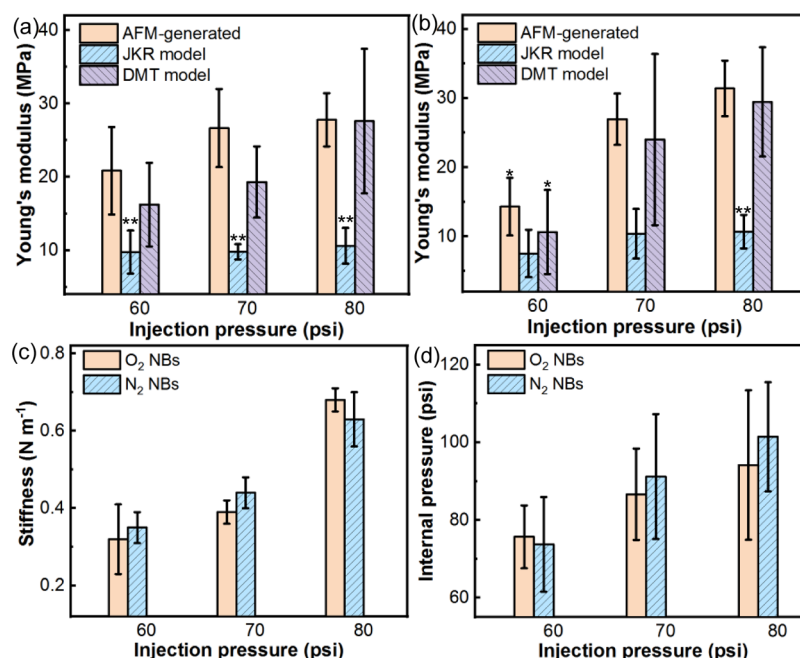 (a)
AFM-generated
JKR model
DMT model
Young's modulus (MPa)
40
30
20
10
**
**
**
60
70
80
Injection pressure (psi)
(b)
AFM-generated
JKR model
DMT model
Young's modulus (MPa)
40
30
20
10
*
*
**
60
70
80
Injection pressure (psi)
(c)
O₂ NBs
N₂ NBs
Stiffness (N m⁻¹)
0.8
0.6
0.4
0.2
60
70
80
Injection pressure (psi)
(d)
O₂ NBs
N₂ NBs
Internal pressure (psi)
120
100
80
60
60
70
80
Injection pressure (psi)